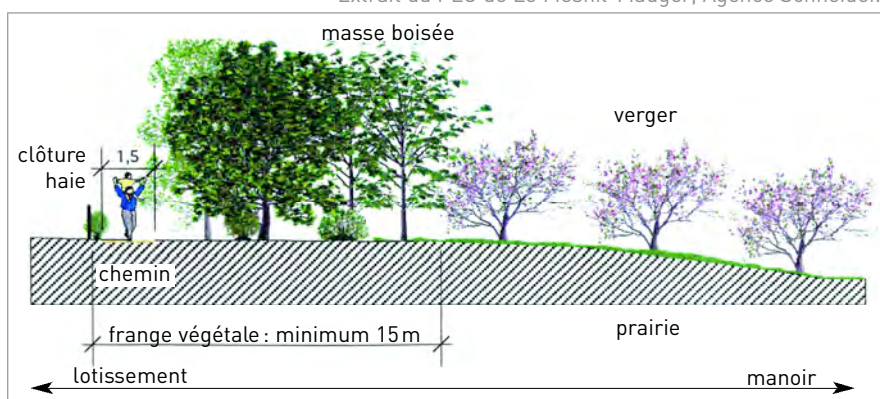 masse boisée
verger
clôture
haie
1,5
chemin
frange végétale : minimum 15 m
prairie
lotissement
manoir